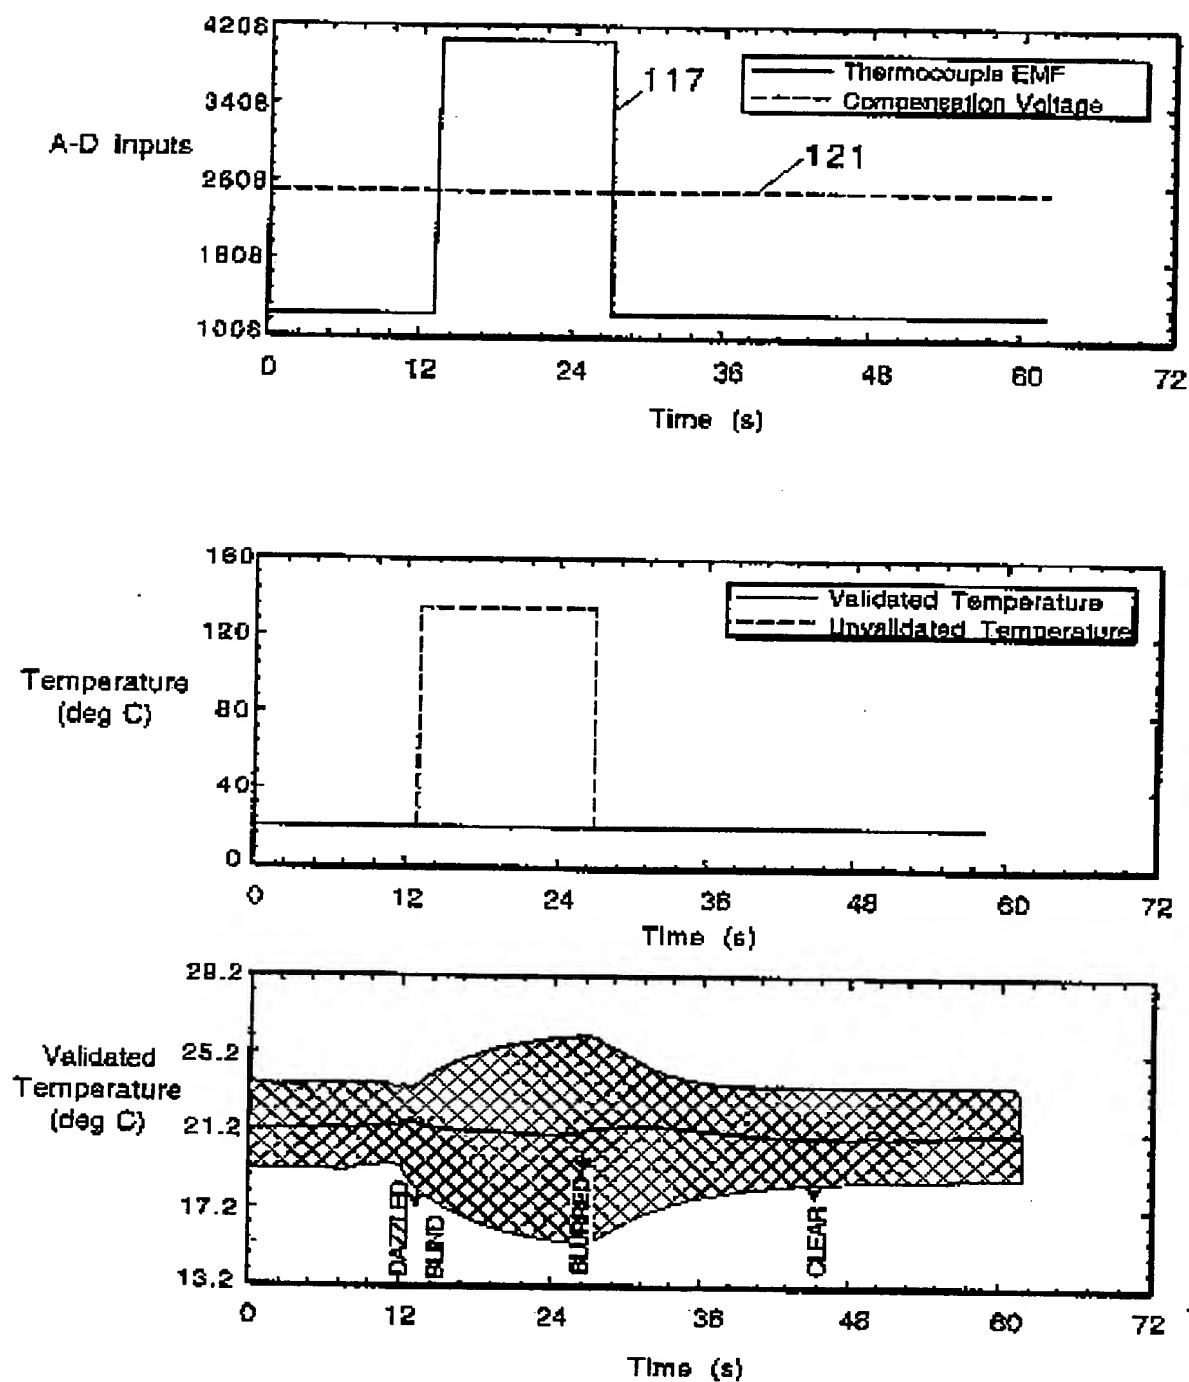 4208
3408
2608
1808
1008
A-D Inputs
Thermocouple EMF
Compensation Voltage
117
121
0 12 24 36 48 60 72
Time (s)
160
120
80
40
0
Temperature
(deg C)
Validated Temperature
Unvalidated Temperature
0 12 24 36 48 60 72
Time (s)
29.2
25.2
21.2
17.2
13.2
Validated
Temperature
(deg C)
DAZZLED
BLIND
BLURRED
CLEAR
0 12 24 36 48 60 72
Time (s)